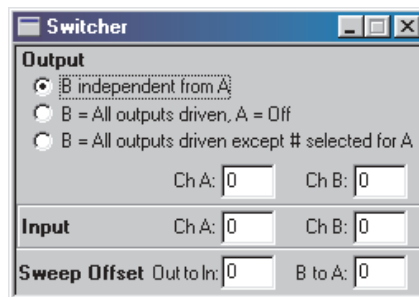 Switcher
Output
B independent from A
B = All outputs driven, A = Off
B = All outputs driven except # selected for A
Ch A: 0 Ch B: 0
Input Ch A: 0 Ch B: 0
Sweep Offset Out to In: 0 B to A: 0